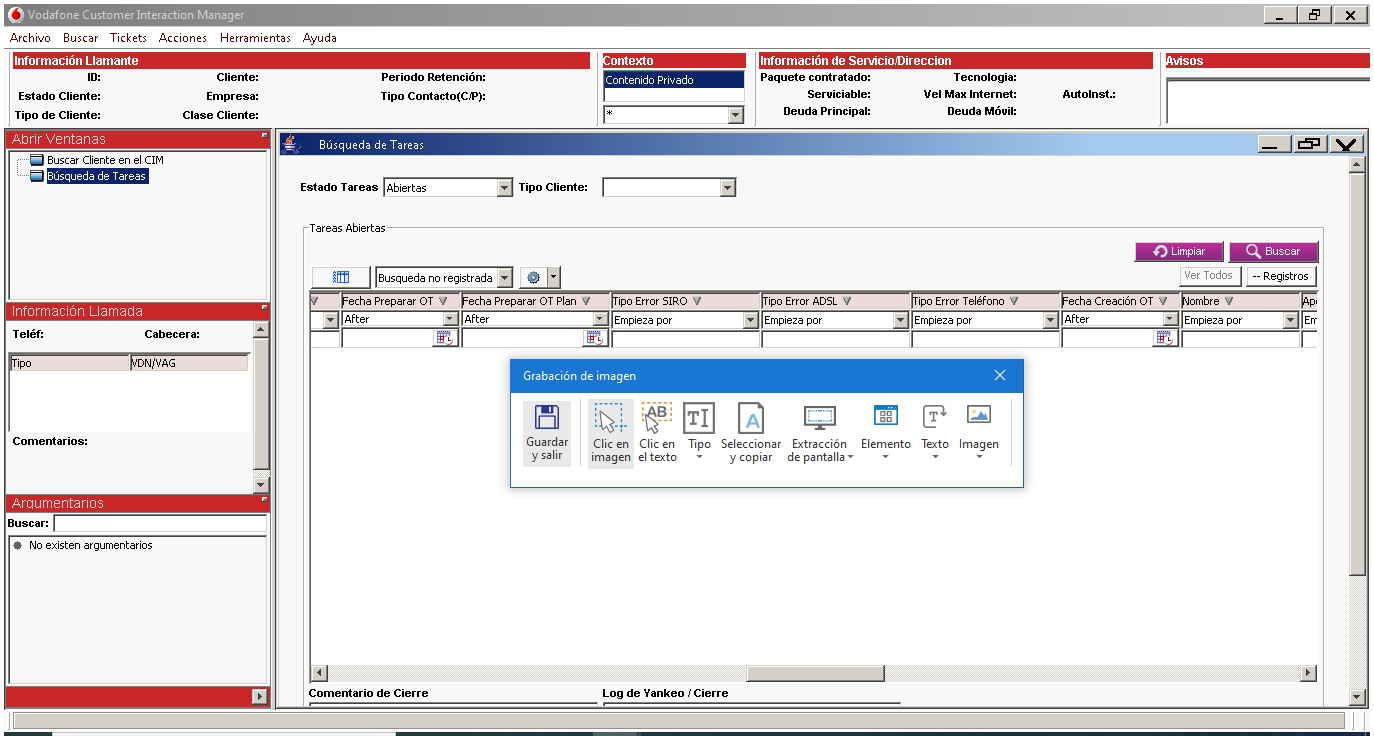 Vodafone Customer Interaction Manager
Archivo Buscar Tickets Acciones Herramientas Ayuda
Información Llamante
ID: Cliente: Periodo Retención:
Estado Cliente: Empresa: Tipo Contacto(C/P):
Tipo de Cliente: Clase Cliente:
Contexto
Contenido Privado
*
Información de Servicio/Direccion
Paquete contratado: Tecnologia:
Serviciable: Vel Max Internet: AutoInst.:
Deuda Principal: Deuda Móvil:
Avisos
Abrir Ventanas
Buscar Cliente en el CIM
Búsqueda de Tareas
Información Llamada
Teléf: Cabecera:
Tipo VDN/VAG
Comentarios:
Argumentarios
Buscar:
No existen argumentarios
Búsqueda de Tareas
Estado Tareas Abiertas Tipo Cliente:
Tareas Abiertas
Limpiar Buscar
Busqueda no registrada Ver Todos -- Registros
Fecha Preparar OT Fecha Preparar OT Plan Tipo Error SIRO Tipo Error ADSL Tipo Error Teléfono Fecha Creación OT Nombre Ape
After After Empieza por Empieza por Empieza por After Empieza por Em
Grabación de imagen
Guardar y salir
Clic en imagen
Clic en el texto
Tipo
Seleccionar y copiar
Extracción de pantalla
Elemento
Texto
Imagen
Comentario de Cierre Log de Yankeo / Cierre